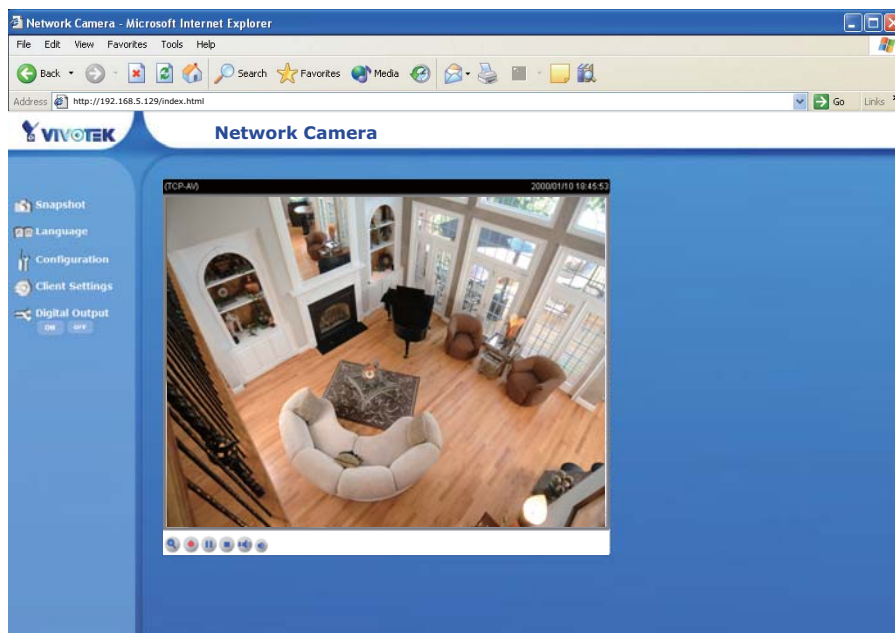 Network Camera - Microsoft Internet Explorer
File Edit View Favorites Tools Help
Back Search Favorites Media
Address http://192.168.5.129/index.html Go Links
VIVOTEK Network Camera
(TCP-AV) 2000/01/10 18:45:53
Snapshot
Language
Configuration
Client Settings
Digital Output
ON OFF